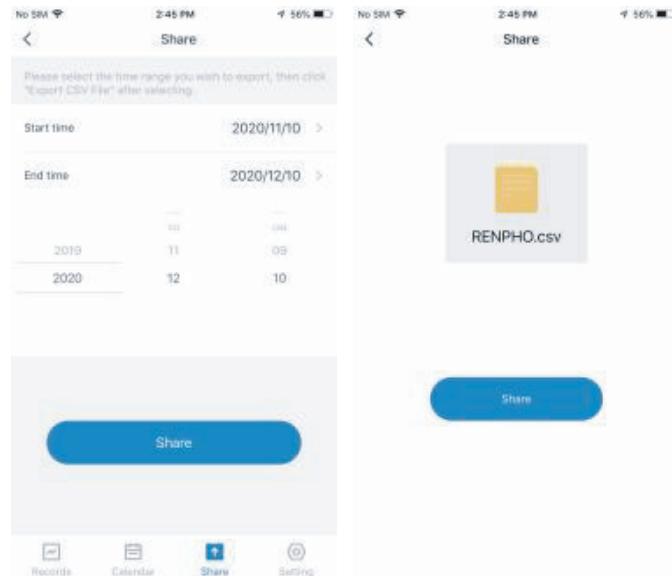 No SIM 2:45 PM 56%
Share
Please select the time range you wish to export, then click
"Export CSV File" after selecting.
Start time 2020/11/10
End time 2020/12/10
10 08
2019 11 09
2020 12 10
Share
Records Calendar Share Setting
No SIM 2:45 PM 56%
Share
RENPHO.csv
Share